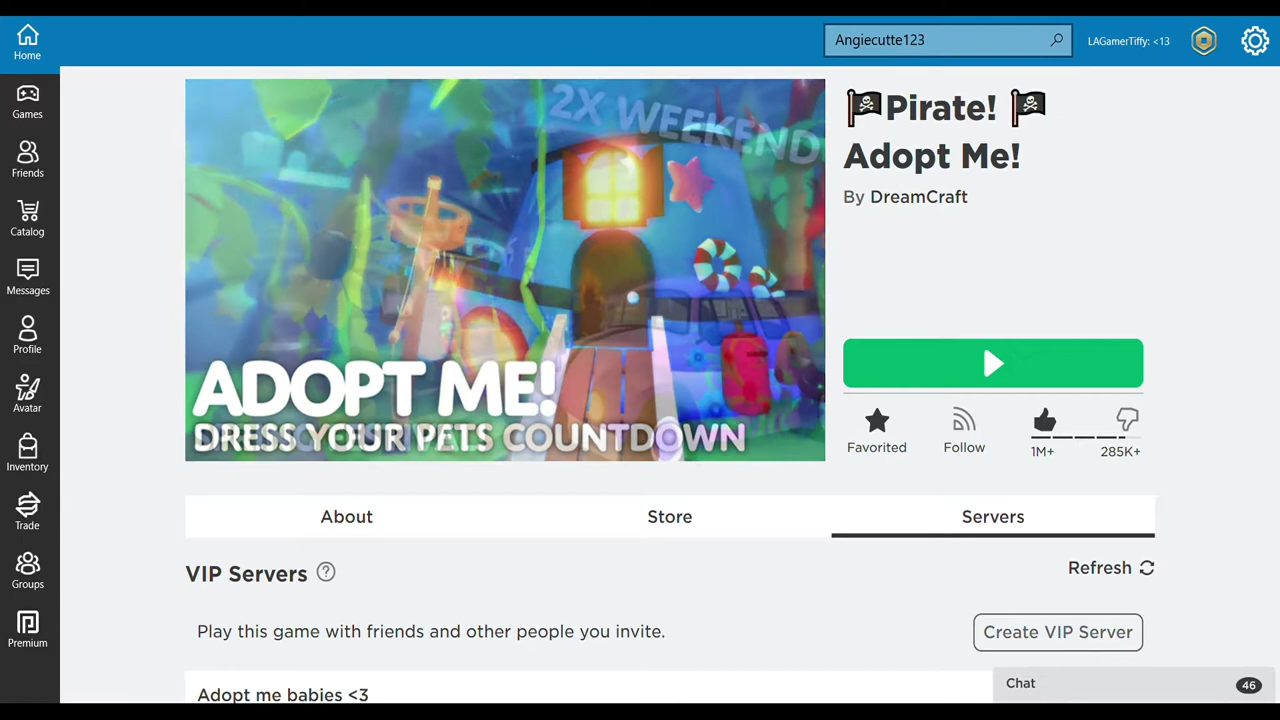 Home
Angiecutte123
LAGamerTiffy: <13
Games
Friends
Catalog
Messages
Profile
Avatar
Inventory
Trade
Groups
Premium
2X WEEKEND
ADOPT ME!
DRESS YOUR PETS COUNTDOWN
Pirate!
Adopt Me!
By DreamCraft
Favorited
Follow
1M+
285K+
About
Store
Servers
VIP Servers
Refresh
Play this game with friends and other people you invite.
Create VIP Server
Adopt me babies <3
Chat
46